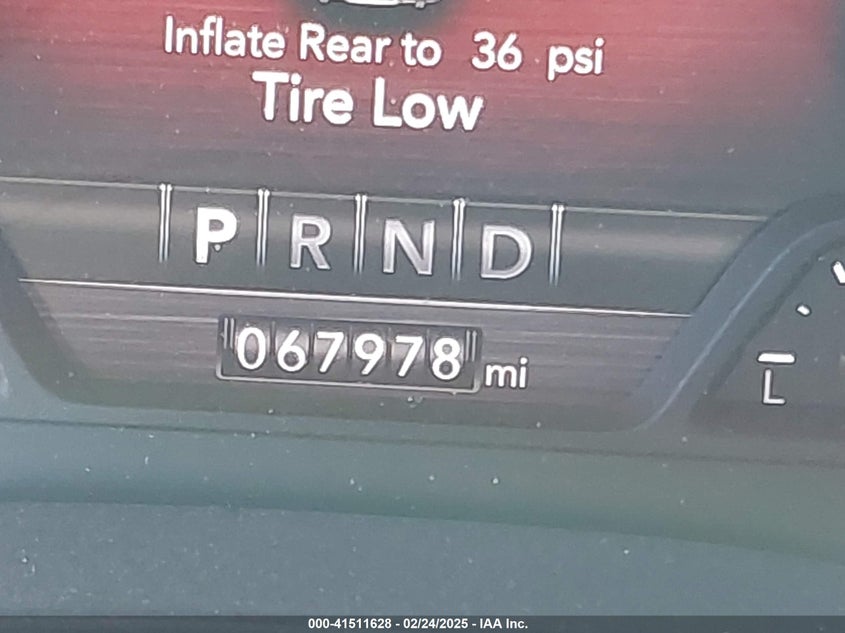 Inflate Rear to 36 psi
Tire Low
P R N D
067978 mi
L
000-41511628 - 02/24/2025 - IAA Inc.